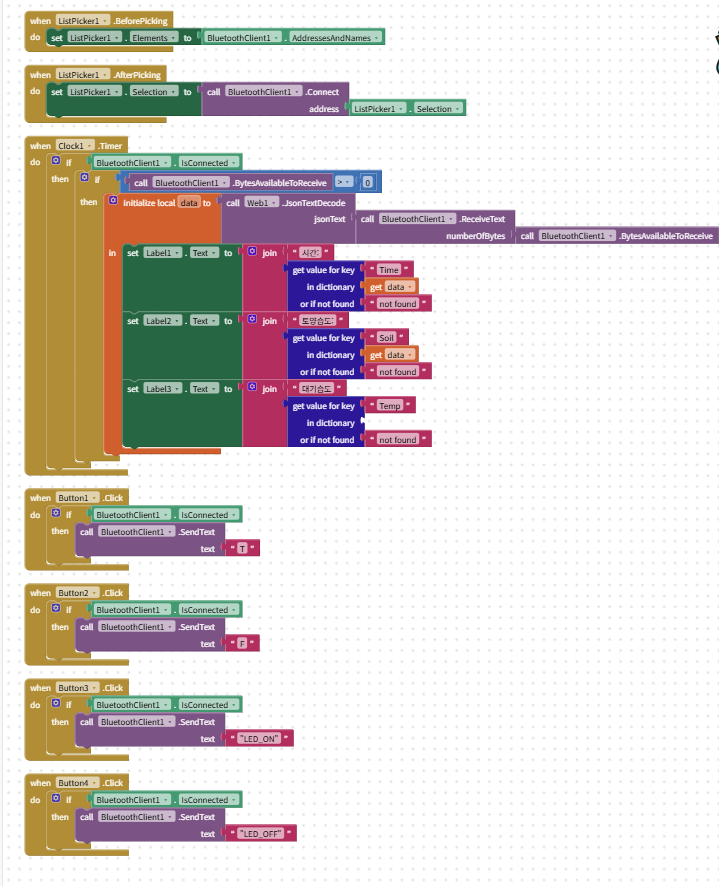 when ListPicker1 .BeforePicking
do set ListPicker1 . Elements to BluetoothClient1 . AddressesAndNames
when ListPicker1 .AfterPicking
do set ListPicker1 . Selection to call BluetoothClient1 .Connect
address ListPicker1 . Selection
when Clock1 .Timer
do if BluetoothClient1 . IsConnected
then if call BluetoothClient1 .BytesAvailableToReceive > 0
then initialize local data to call Web1 .JsonTextDecode
jsonText call BluetoothClient1 .ReceiveText
numberOfBytes call BluetoothClient1 .BytesAvailableToReceive
in set Label1 . Text to join " 시간: "
get value for key " Time "
in dictionary get data
or if not found " not found "
set Label2 . Text to join " 토양습도: "
get value for key " Soil "
in dictionary get data
or if not found " not found "
set Label3 . Text to join " 대기습도 "
get value for key " Temp "
in dictionary
or if not found " not found "
when Button1 .Click
do if BluetoothClient1 . IsConnected
then call BluetoothClient1 .SendText
text " T "
when Button2 .Click
do if BluetoothClient1 . IsConnected
then call BluetoothClient1 .SendText
text " F "
when Button3 .Click
do if BluetoothClient1 . IsConnected
then call BluetoothClient1 .SendText
text " "LED_ON" "
when Button4 .Click
do if BluetoothClient1 . IsConnected
then call BluetoothClient1 .SendText
text " "LED_OFF" "